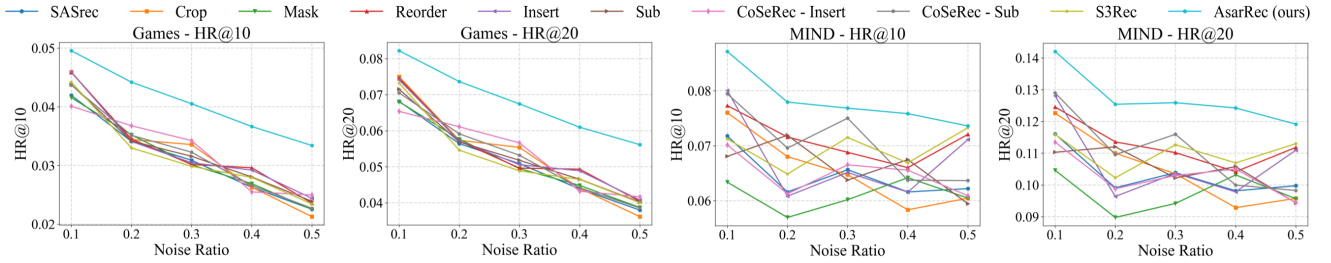 SASrec Crop Mask Reorder Insert Sub CoSeRec - Insert CoSeRec - Sub S3Rec AsarRec (ours)
Games - HR@10
HR@10
0.05
0.04
0.03
0.02
0.1 0.2 0.3 0.4 0.5
Noise Ratio
Games - HR@20
HR@20
0.08
0.07
0.06
0.05
0.04
0.1 0.2 0.3 0.4 0.5
Noise Ratio
MIND - HR@10
HR@10
0.08
0.07
0.06
0.1 0.2 0.3 0.4 0.5
Noise Ratio
MIND - HR@20
HR@20
0.14
0.13
0.12
0.11
0.10
0.09
0.1 0.2 0.3 0.4 0.5
Noise Ratio